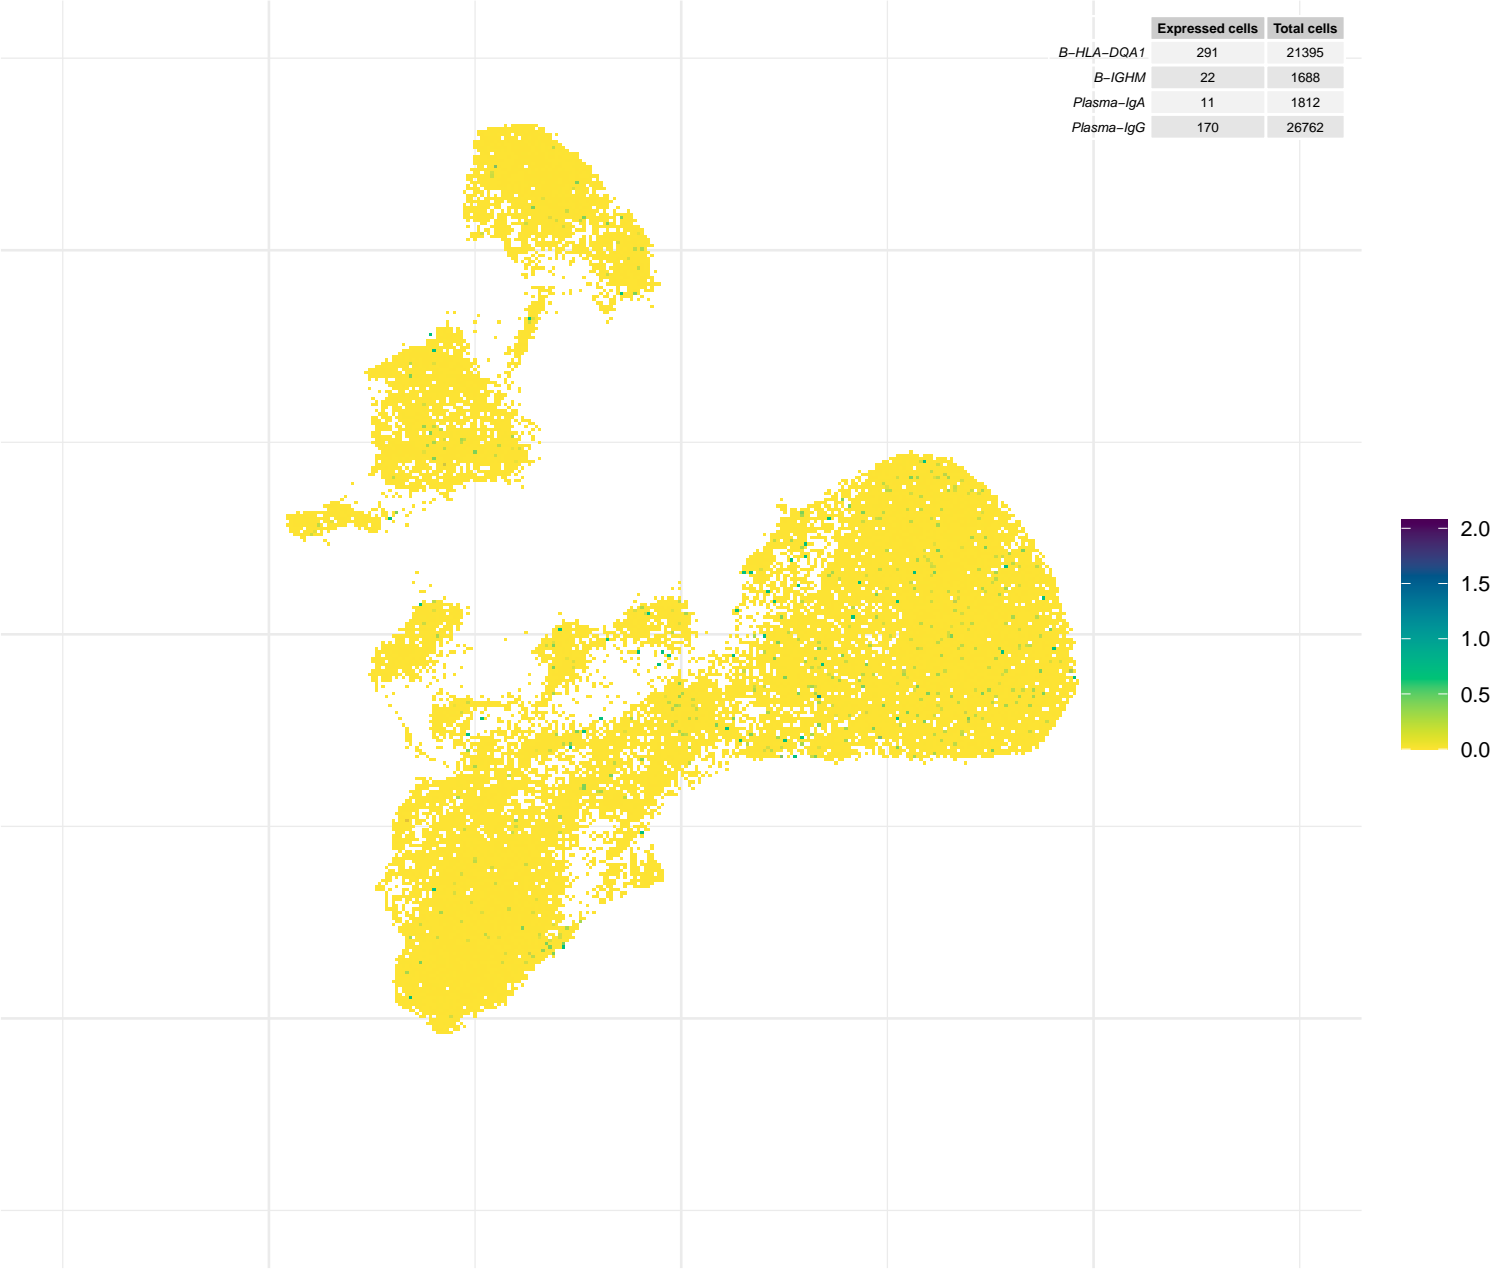 Expressed cells Total cells
B−HLA−DQA1 291 21395
B−IGHM 22 1688
Plasma−IgA 11 1812
Plasma−IgG 170 26762
2.0
1.5
1.0
0.5
0.0